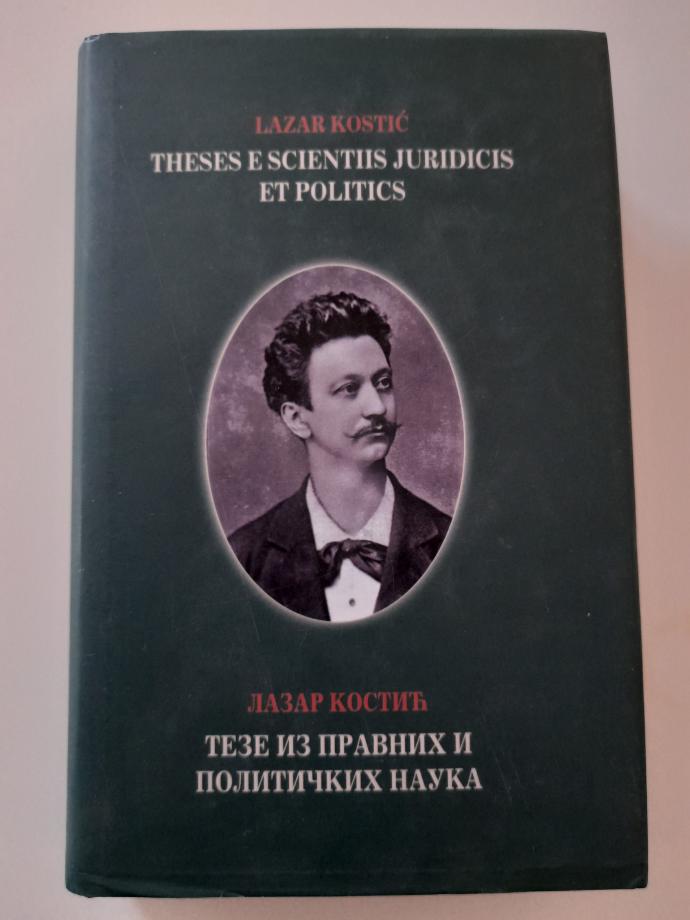 LAZAR KOSTIĆ
THESES E SCIENTIIS JURIDICIS
ET POLITICS
ЛАЗАР КОСТИЋ
ТЕЗЕ ИЗ ПРАВНИХ И
ПОЛИТИЧКИХ НАУКА